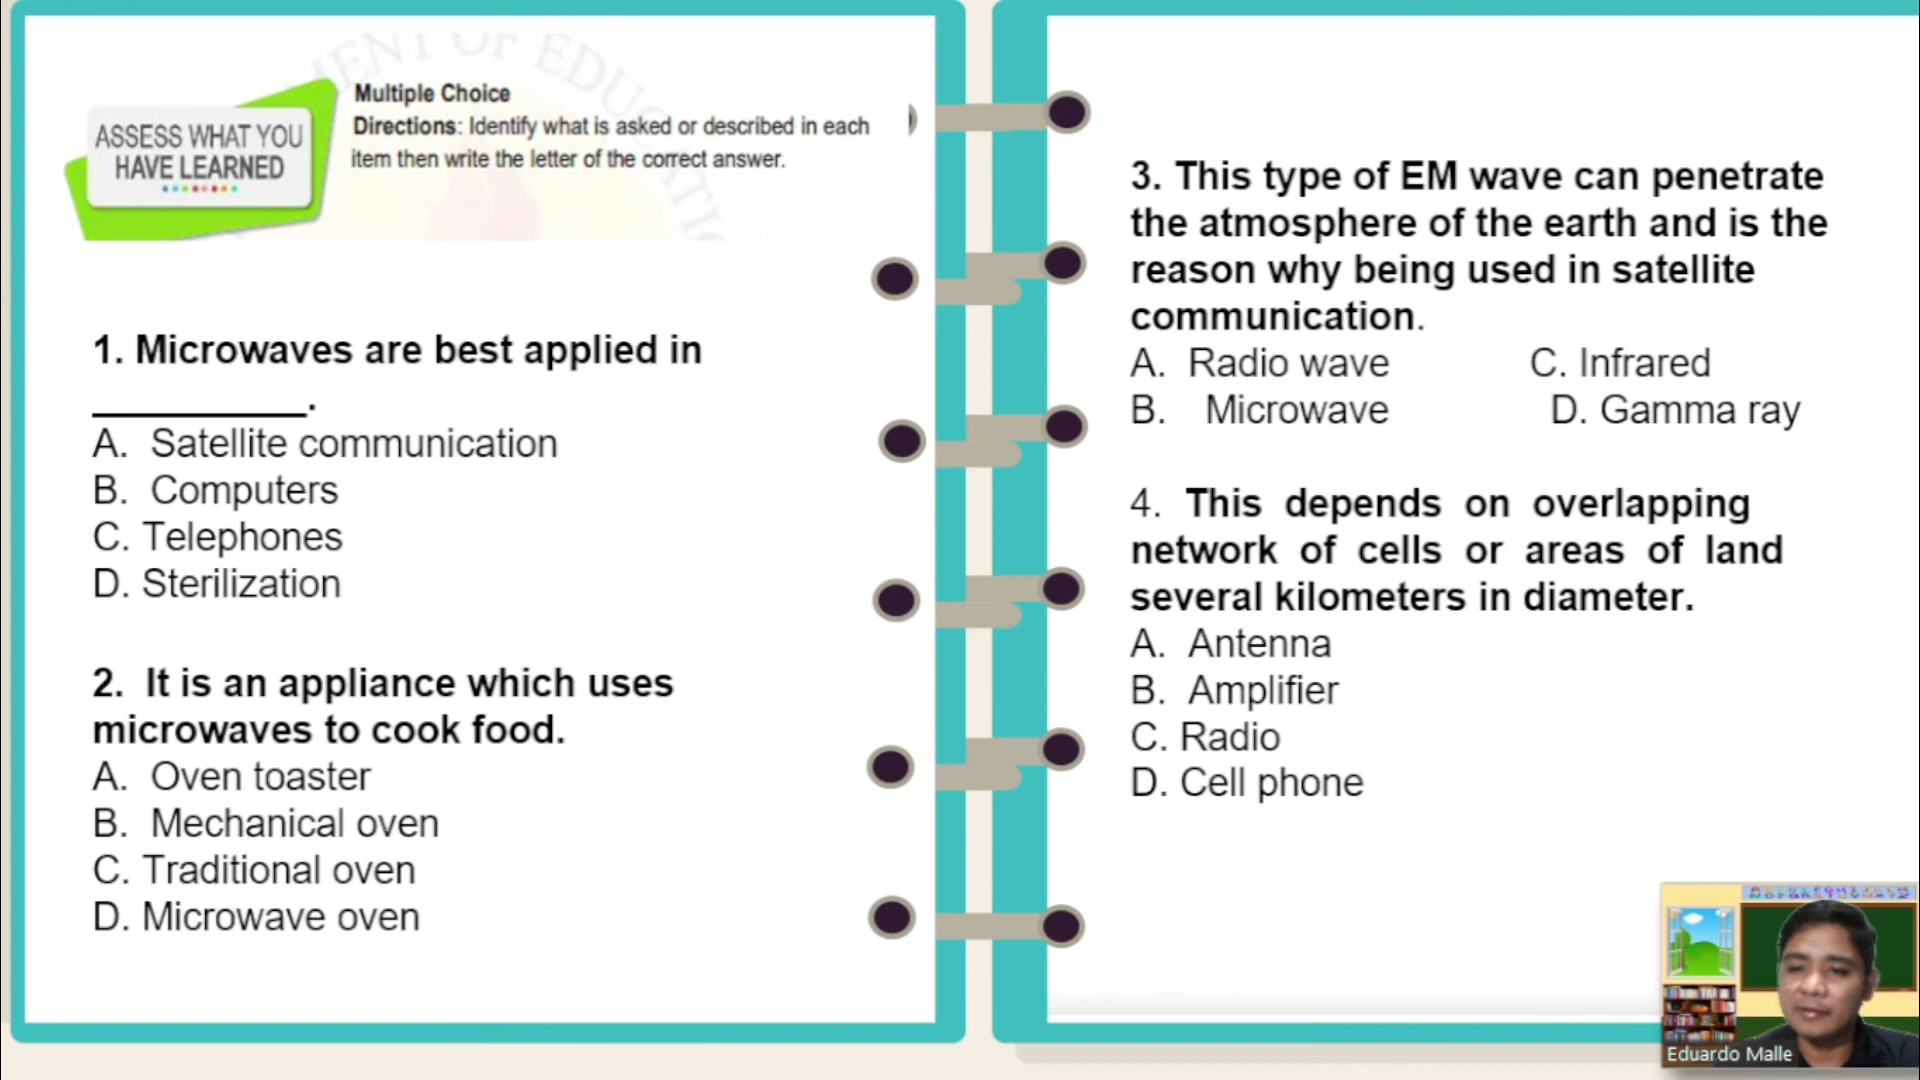 MENT OF EDUCATIO
ASSESS WHAT YOU
HAVE LEARNED
Multiple Choice
Directions: Identify what is asked or described in each
item then write the letter of the correct answer.
1. Microwaves are best applied in
__________.
A. Satellite communication
B. Computers
C. Telephones
D. Sterilization
2. It is an appliance which uses
microwaves to cook food.
A. Oven toaster
B. Mechanical oven
C. Traditional oven
D. Microwave oven
3. This type of EM wave can penetrate
the atmosphere of the earth and is the
reason why being used in satellite
communication.
A. Radio wave C. Infrared
B. Microwave D. Gamma ray
4. This depends on overlapping
network of cells or areas of land
several kilometers in diameter.
A. Antenna
B. Amplifier
C. Radio
D. Cell phone
Eduardo Malle